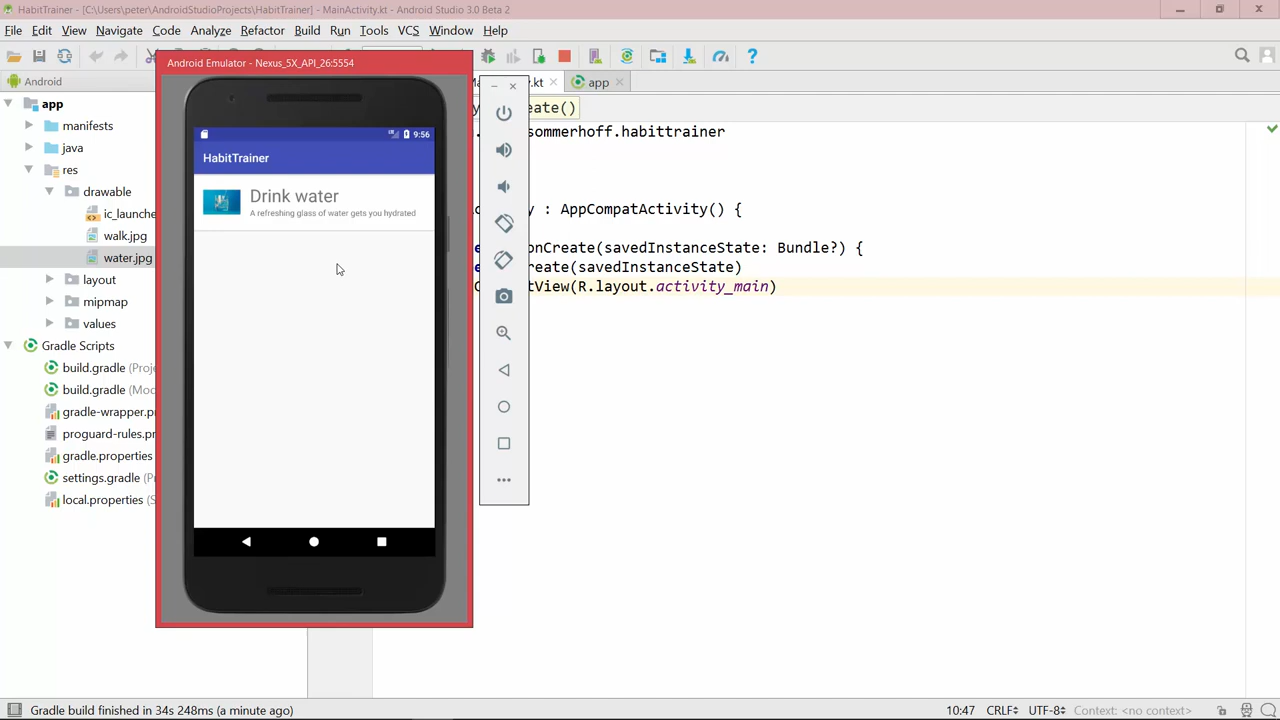 HabitTrainer - [C:\Users\peter\AndroidStudioProjects\HabitTrainer] - MainActivity.kt - Android Studio 3.0 Beta 2
File Edit View Navigate Code Analyze Refactor Build Run Tools VCS Window Help
Android Emulator - Nexus_5X_API_26:5554
Android
.kt
app
eate()
app
manifests
java
res
drawable
ic_launche
walk.jpg
water.jpg
layout
mipmap
values
Gradle Scripts
build.gradle (Proj
build.gradle (Mod
gradle-wrapper.pr
proguard-rules.pr
gradle.properties
settings.gradle (P
local.properties (S
9:56
HabitTrainer
Drink water
A refreshing glass of water gets you hydrated
sommerhoff.habittrainer
y : AppCompatActivity() {
e onCreate(savedInstanceState: Bundle?) {
e reate(savedInstanceState)
tView(R.layout.activity_main)
Gradle build finished in 34s 248ms (a minute ago)
10:47 CRLF UTF-8 Context: <no context>